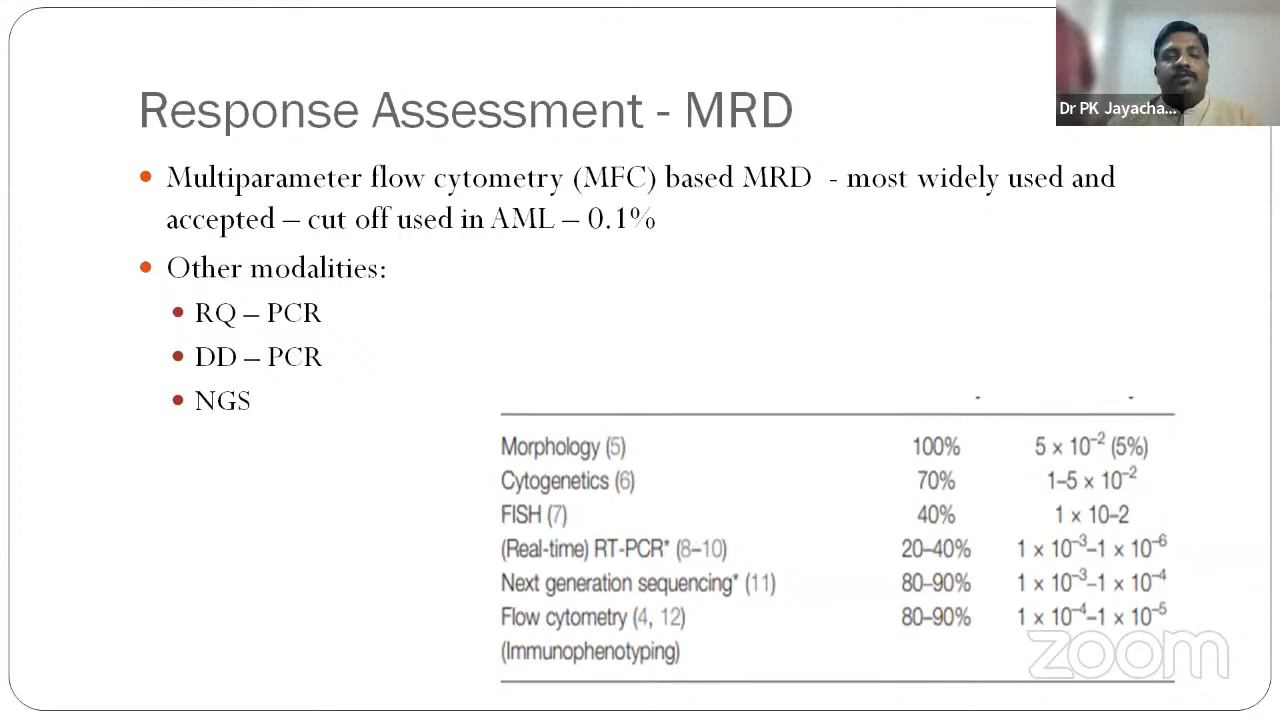 Response Assessment - MRD
Dr PK Jayacha...
• Multiparameter flow cytometry (MFC) based MRD - most widely used and
accepted – cut off used in AML – 0.1%
• Other modalities:
• RQ – PCR
• DD – PCR
• NGS
Morphology (5) 100% 5 × 10⁻² (5%)
Cytogenetics (6) 70% 1–5 × 10⁻²
FISH (7) 40% 1 × 10–2
(Real-time) RT-PCR* (8–10) 20–40% 1 × 10⁻³–1 × 10⁻⁶
Next generation sequencing* (11) 80–90% 1 × 10⁻³–1 × 10⁻⁴
Flow cytometry (4, 12) 80–90% 1 × 10⁻⁴–1 × 10⁻⁵
(Immunophenotyping)
zoom